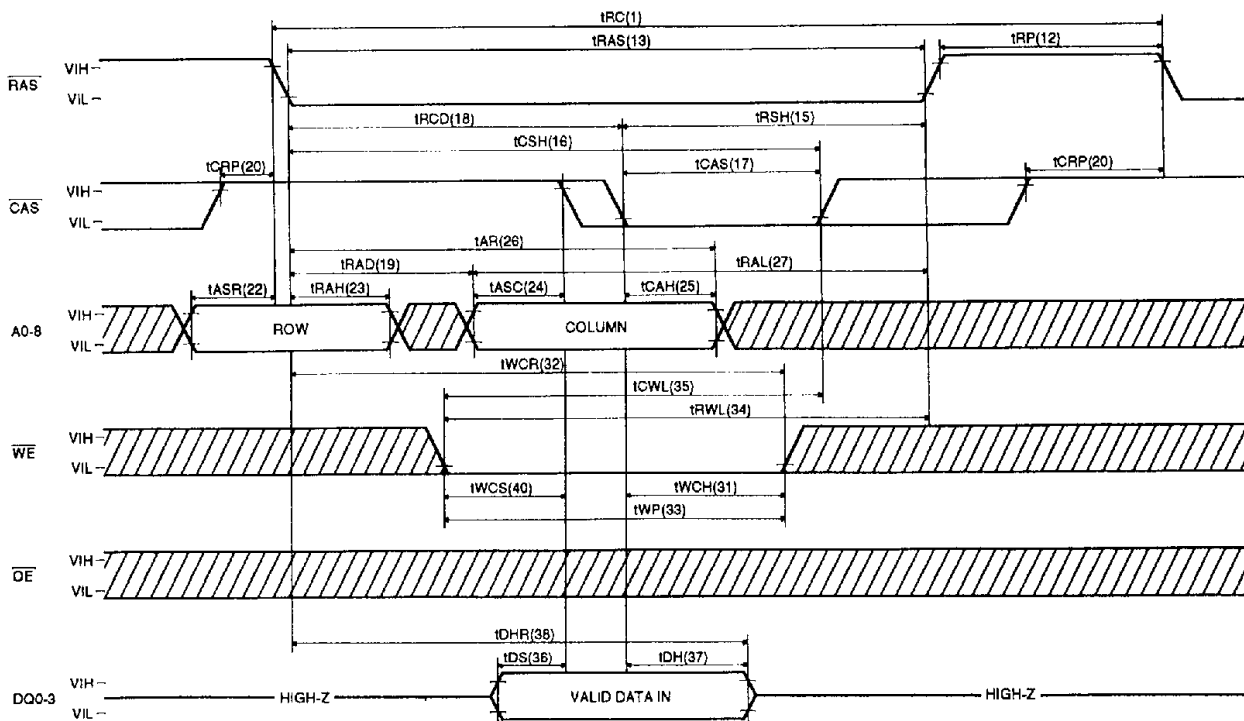 tRC(1)
tRAS(13)
tRP(12)
RAS
VIH
VIL
tRCD(18)
tRSH(15)
tCSH(16)
tCRP(20)
tCAS(17)
tCRP(20)
CAS
VIH
VIL
tAR(26)
tRAD(19)
tRAL(27)
tASR(22)
tRAH(23)
tASC(24)
tCAH(25)
A0-8
VIH
VIL
ROW
COLUMN
tWCR(32)
tCWL(35)
tRWL(34)
WE
VIH
VIL
tWCS(40)
tWCH(31)
tWP(33)
OE
VIH
VIL
tDHR(38)
tDS(36)
tDH(37)
DQ0-3
VIH
VIL
HIGH-Z
VALID DATA IN
HIGH-Z